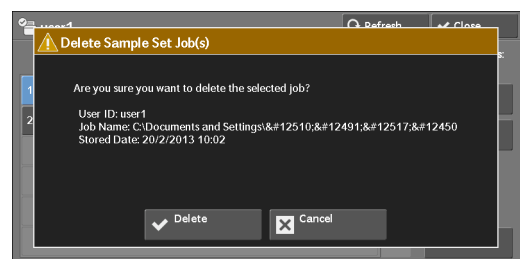 user1
Refresh
Close
Delete Sample Set Job(s)
Are you sure you want to delete the selected job?
User ID: user1
Job Name: C:\Documents and Settings\&#12510;&#12491;&#12517;&#12450
Stored Date: 20/2/2013 10:02
1
2
Delete
Cancel